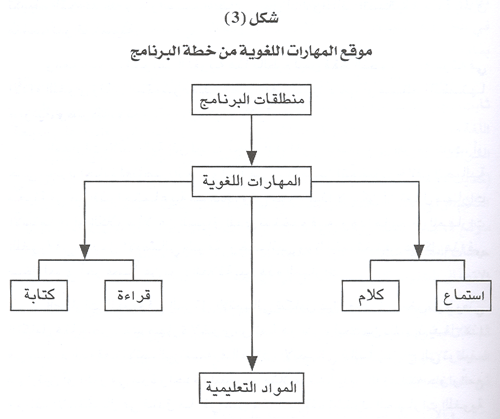 شكل (3)
موقع المهارات اللغوية من خطة البرنامج
منطلقات البرنامج
المهارات اللغوية
استماع
كلام
قراءة
كتابة
المواد التعليمية